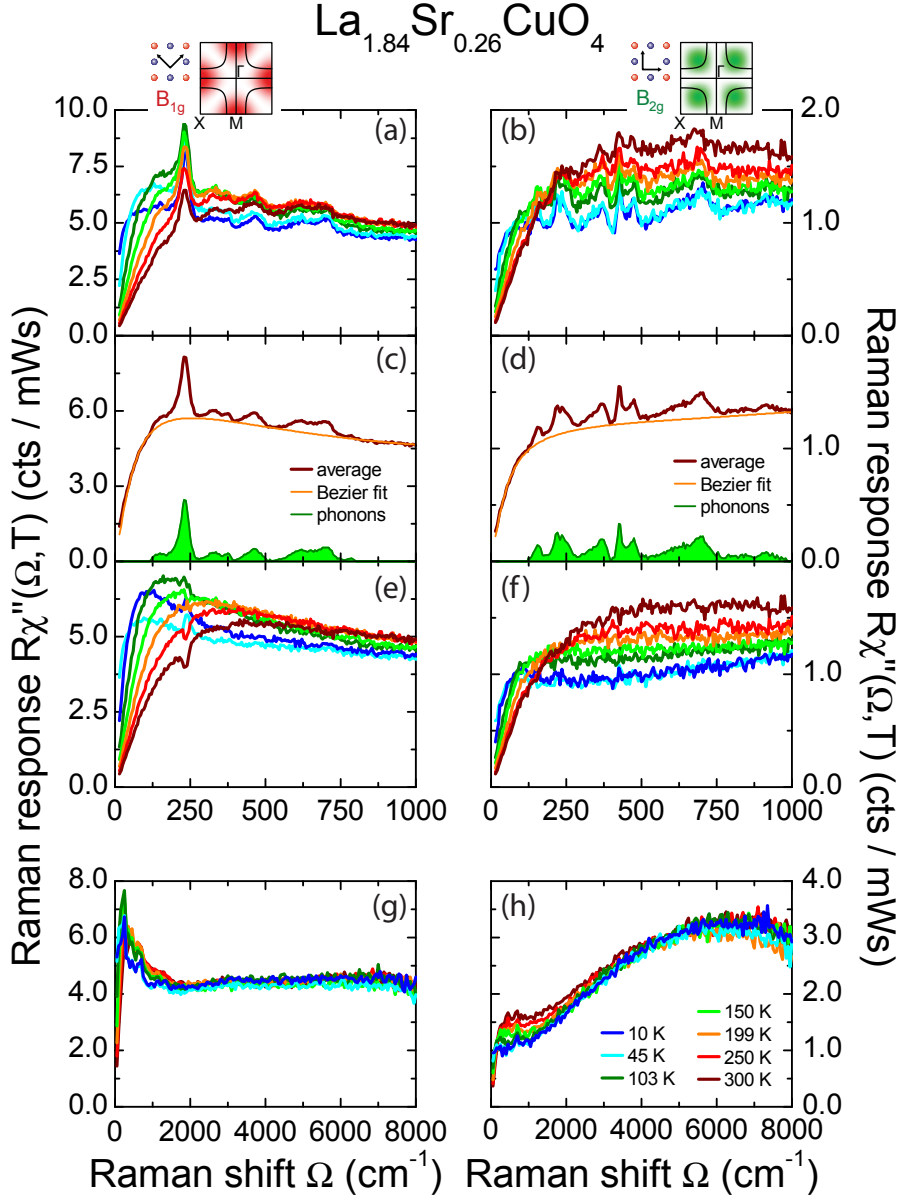 La1.84Sr0.26CuO4
B1g
Γ
X M
B2g
Γ
X M
10.0
7.5
5.0
2.5
0.0
(a)
(b)
2.0
1.0
0.0
6.0
3.0
0.0
(c)
average
Bezier fit
phonons
(d)
average
Bezier fit
phonons
1.0
0.0
5.0
2.5
0.0
(e)
(f)
1.0
0.0
0 250 500 750 1000
0 250 500 750 1000
8.0
6.0
4.0
2.0
0.0
(g)
(h)
4.0
3.0
2.0
1.0
0.0
10 K
45 K
103 K
150 K
199 K
250 K
300 K
0 2000 4000 6000 8000
0 2000 4000 6000 8000
Raman shift Ω (cm-1)
Raman shift Ω (cm-1)
Raman response Rχ''(Ω,T) (cts / mWs)
Raman response Rχ''(Ω,T) (cts / mWs)